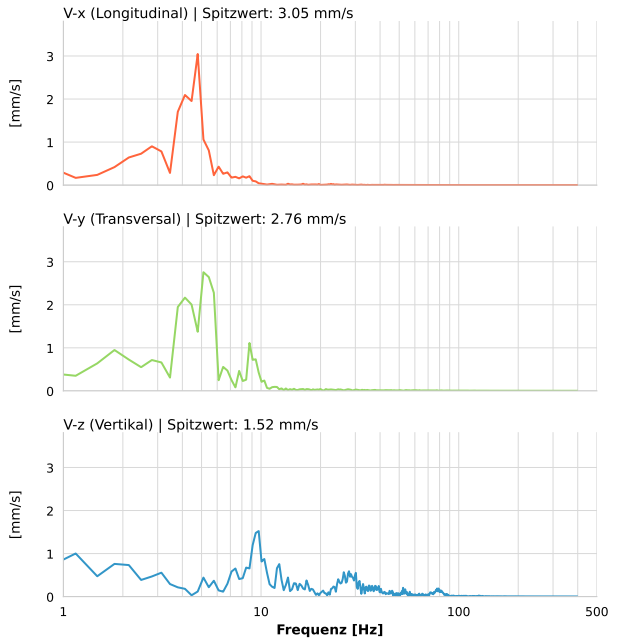 V-x (Longitudinal) | Spitzwert: 3.05 mm/s
[mm/s]
3
2
1
0
V-y (Transversal) | Spitzwert: 2.76 mm/s
[mm/s]
3
2
1
0
V-z (Vertikal) | Spitzwert: 1.52 mm/s
[mm/s]
3
2
1
0
1 10 100 500
Frequenz [Hz]